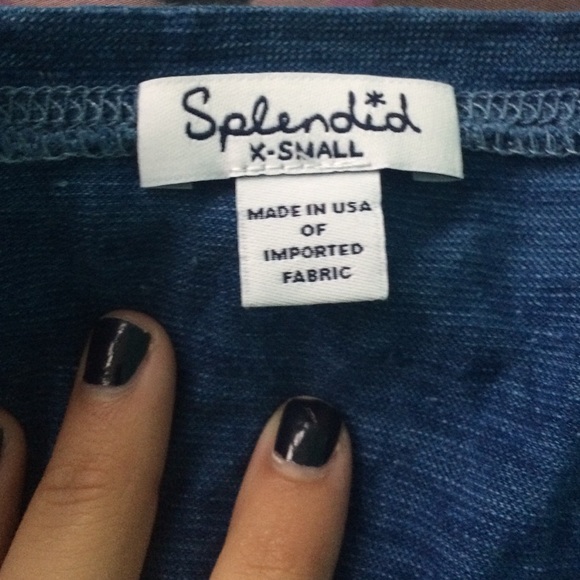 Splendid
X-SMALL
MADE IN USA
OF
IMPORTED
FABRIC